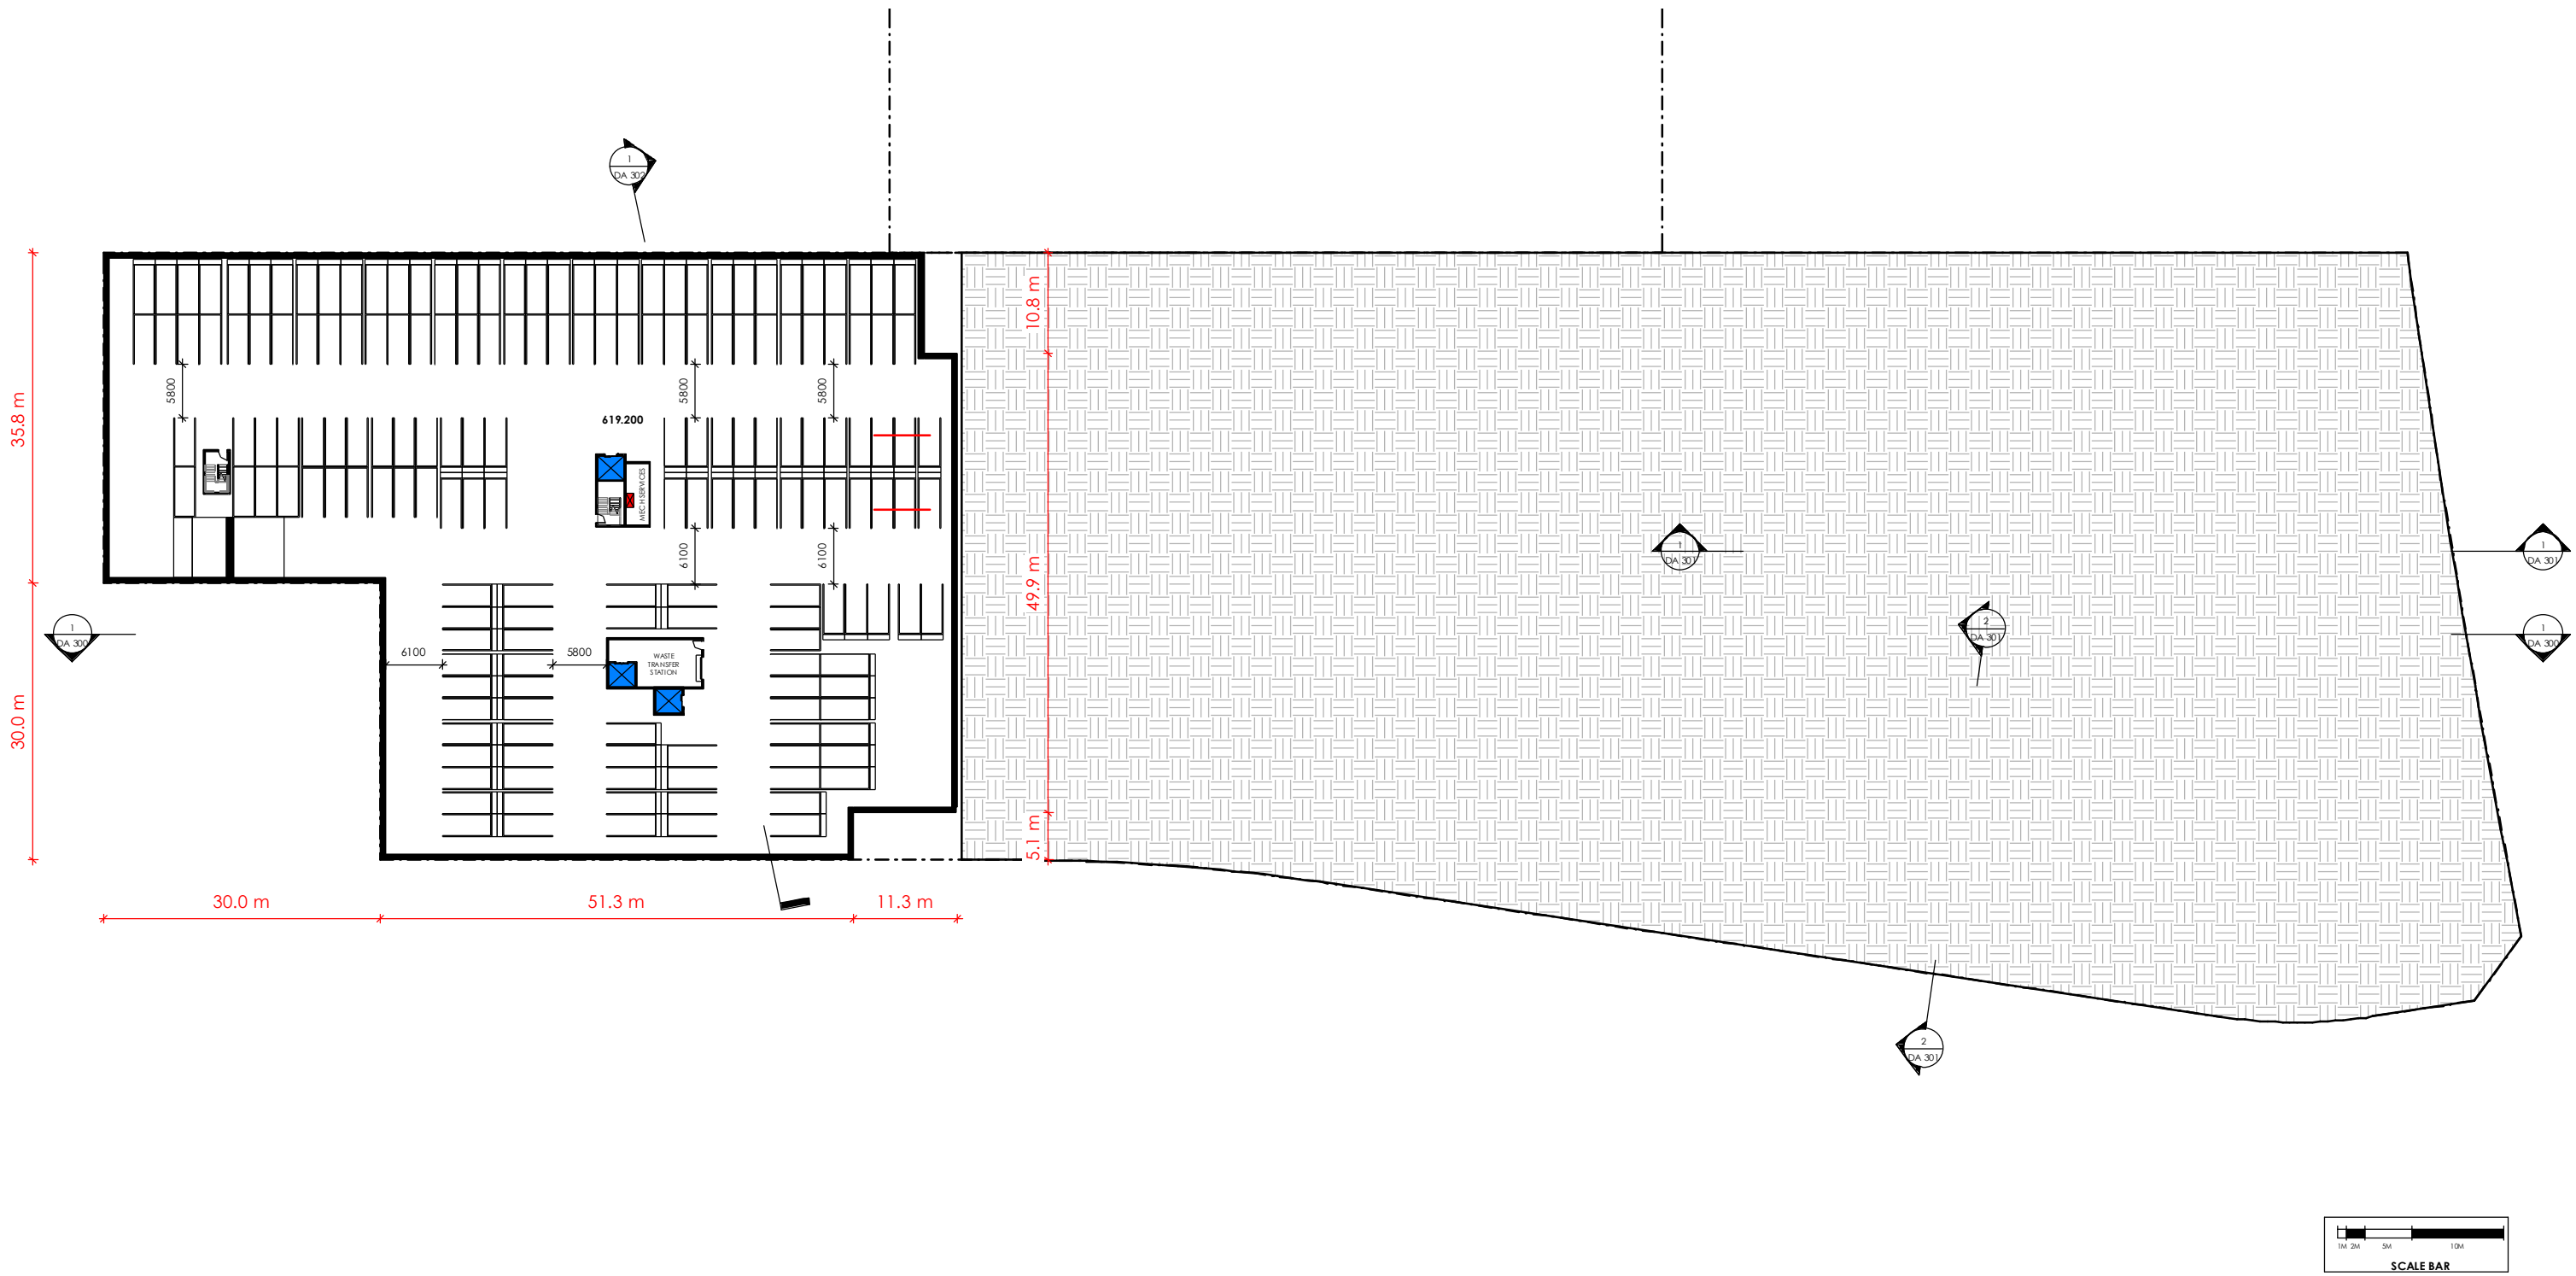 1
DA 302
10.8 m
35.8 m
5800
5800
5800
619.200
MECH SERVICES
6100
6100
49.9 m
1
DA 301
1
DA 301
1
DA 300
2
DA 301
1
DA 300
6100
5800
WASTE
TRANSFER
STATION
30.0 m
5.1 m
30.0 m
51.3 m
11.3 m
2
DA 301
1M 2M 5M 10M
SCALE BAR